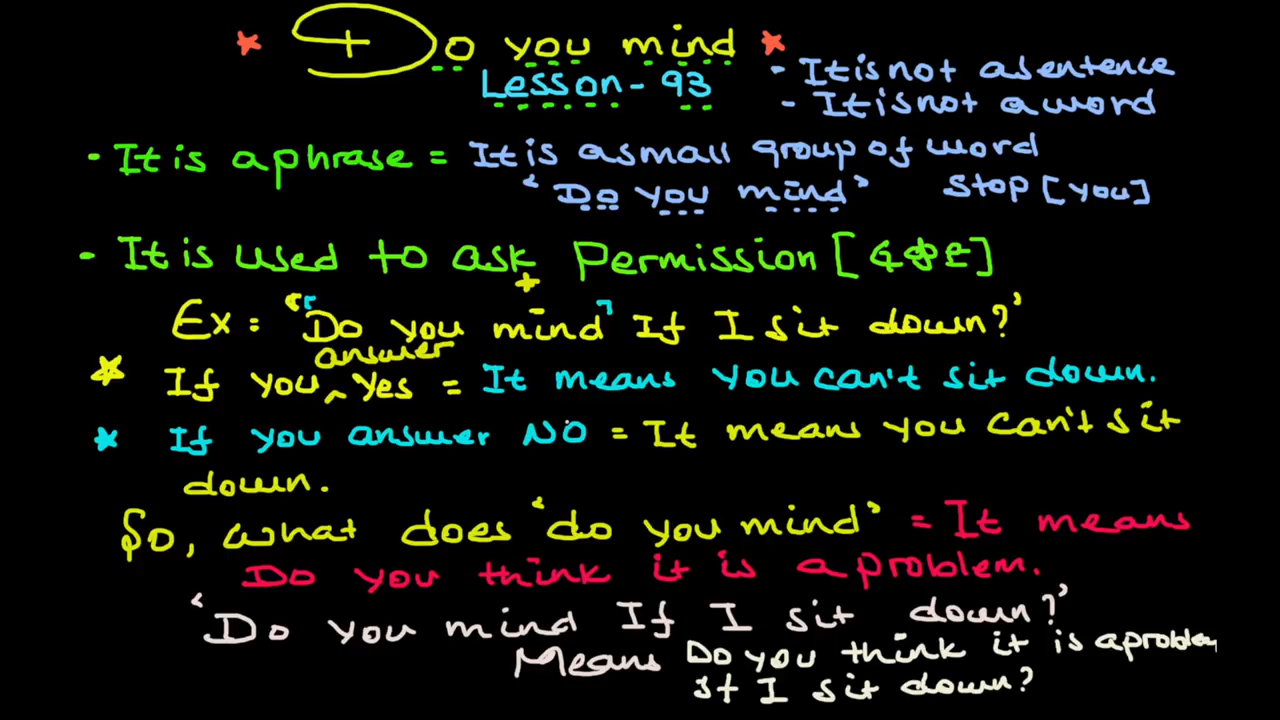 Do you mind
Lesson - 93
- It is not a sentence
- It is not a word
- It is a phrase = It is a small group of word
'Do you mind' Stop [you]
- It is used to ask Permission [ ]
Ex = "Do you mind" If I sit down?'
If you answer Yes = It means you can't sit down.
If you answer NO = It means you can't sit
down.
So, what does 'do you mind' = It means
Do you think it is a problem.
'Do you mind If I sit down?'
Means Do you think it is a problem
If I sit down?